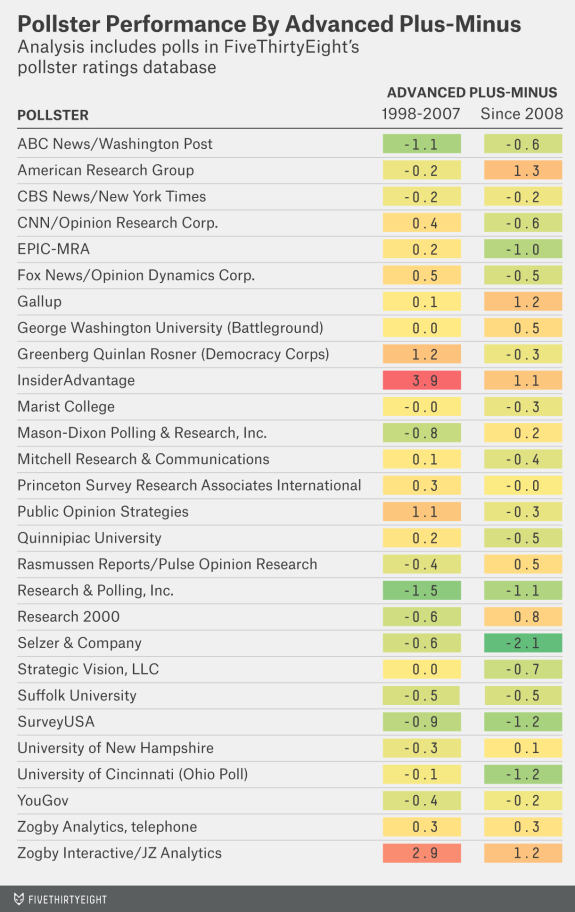 Pollster Performance By Advanced Plus-Minus
Analysis includes polls in FiveThirtyEight's
pollster ratings database
ADVANCED PLUS-MINUS
POLLSTER 1998-2007 Since 2008
ABC News/Washington Post -1.1 -0.6
American Research Group -0.2 1.3
CBS News/New York Times -0.2 -0.2
CNN/Opinion Research Corp. 0.4 -0.6
EPIC-MRA 0.2 -1.0
Fox News/Opinion Dynamics Corp. 0.5 -0.5
Gallup 0.1 1.2
George Washington University (Battleground) 0.0 0.5
Greenberg Quinlan Rosner (Democracy Corps) 1.2 -0.3
InsiderAdvantage 3.9 1.1
Marist College -0.0 -0.3
Mason-Dixon Polling & Research, Inc. -0.8 0.2
Mitchell Research & Communications 0.1 -0.4
Princeton Survey Research Associates International 0.3 -0.0
Public Opinion Strategies 1.1 -0.3
Quinnipiac University 0.2 -0.5
Rasmussen Reports/Pulse Opinion Research -0.4 0.5
Research & Polling, Inc. -1.5 -1.1
Research 2000 -0.6 0.8
Selzer & Company -0.6 -2.1
Strategic Vision, LLC 0.0 -0.7
Suffolk University -0.5 -0.5
SurveyUSA -0.9 -1.2
University of New Hampshire -0.3 0.1
University of Cincinnati (Ohio Poll) -0.1 -1.2
YouGov -0.4 -0.2
Zogby Analytics, telephone 0.3 0.3
Zogby Interactive/JZ Analytics 2.9 1.2
FIVETHIRTYEIGHT